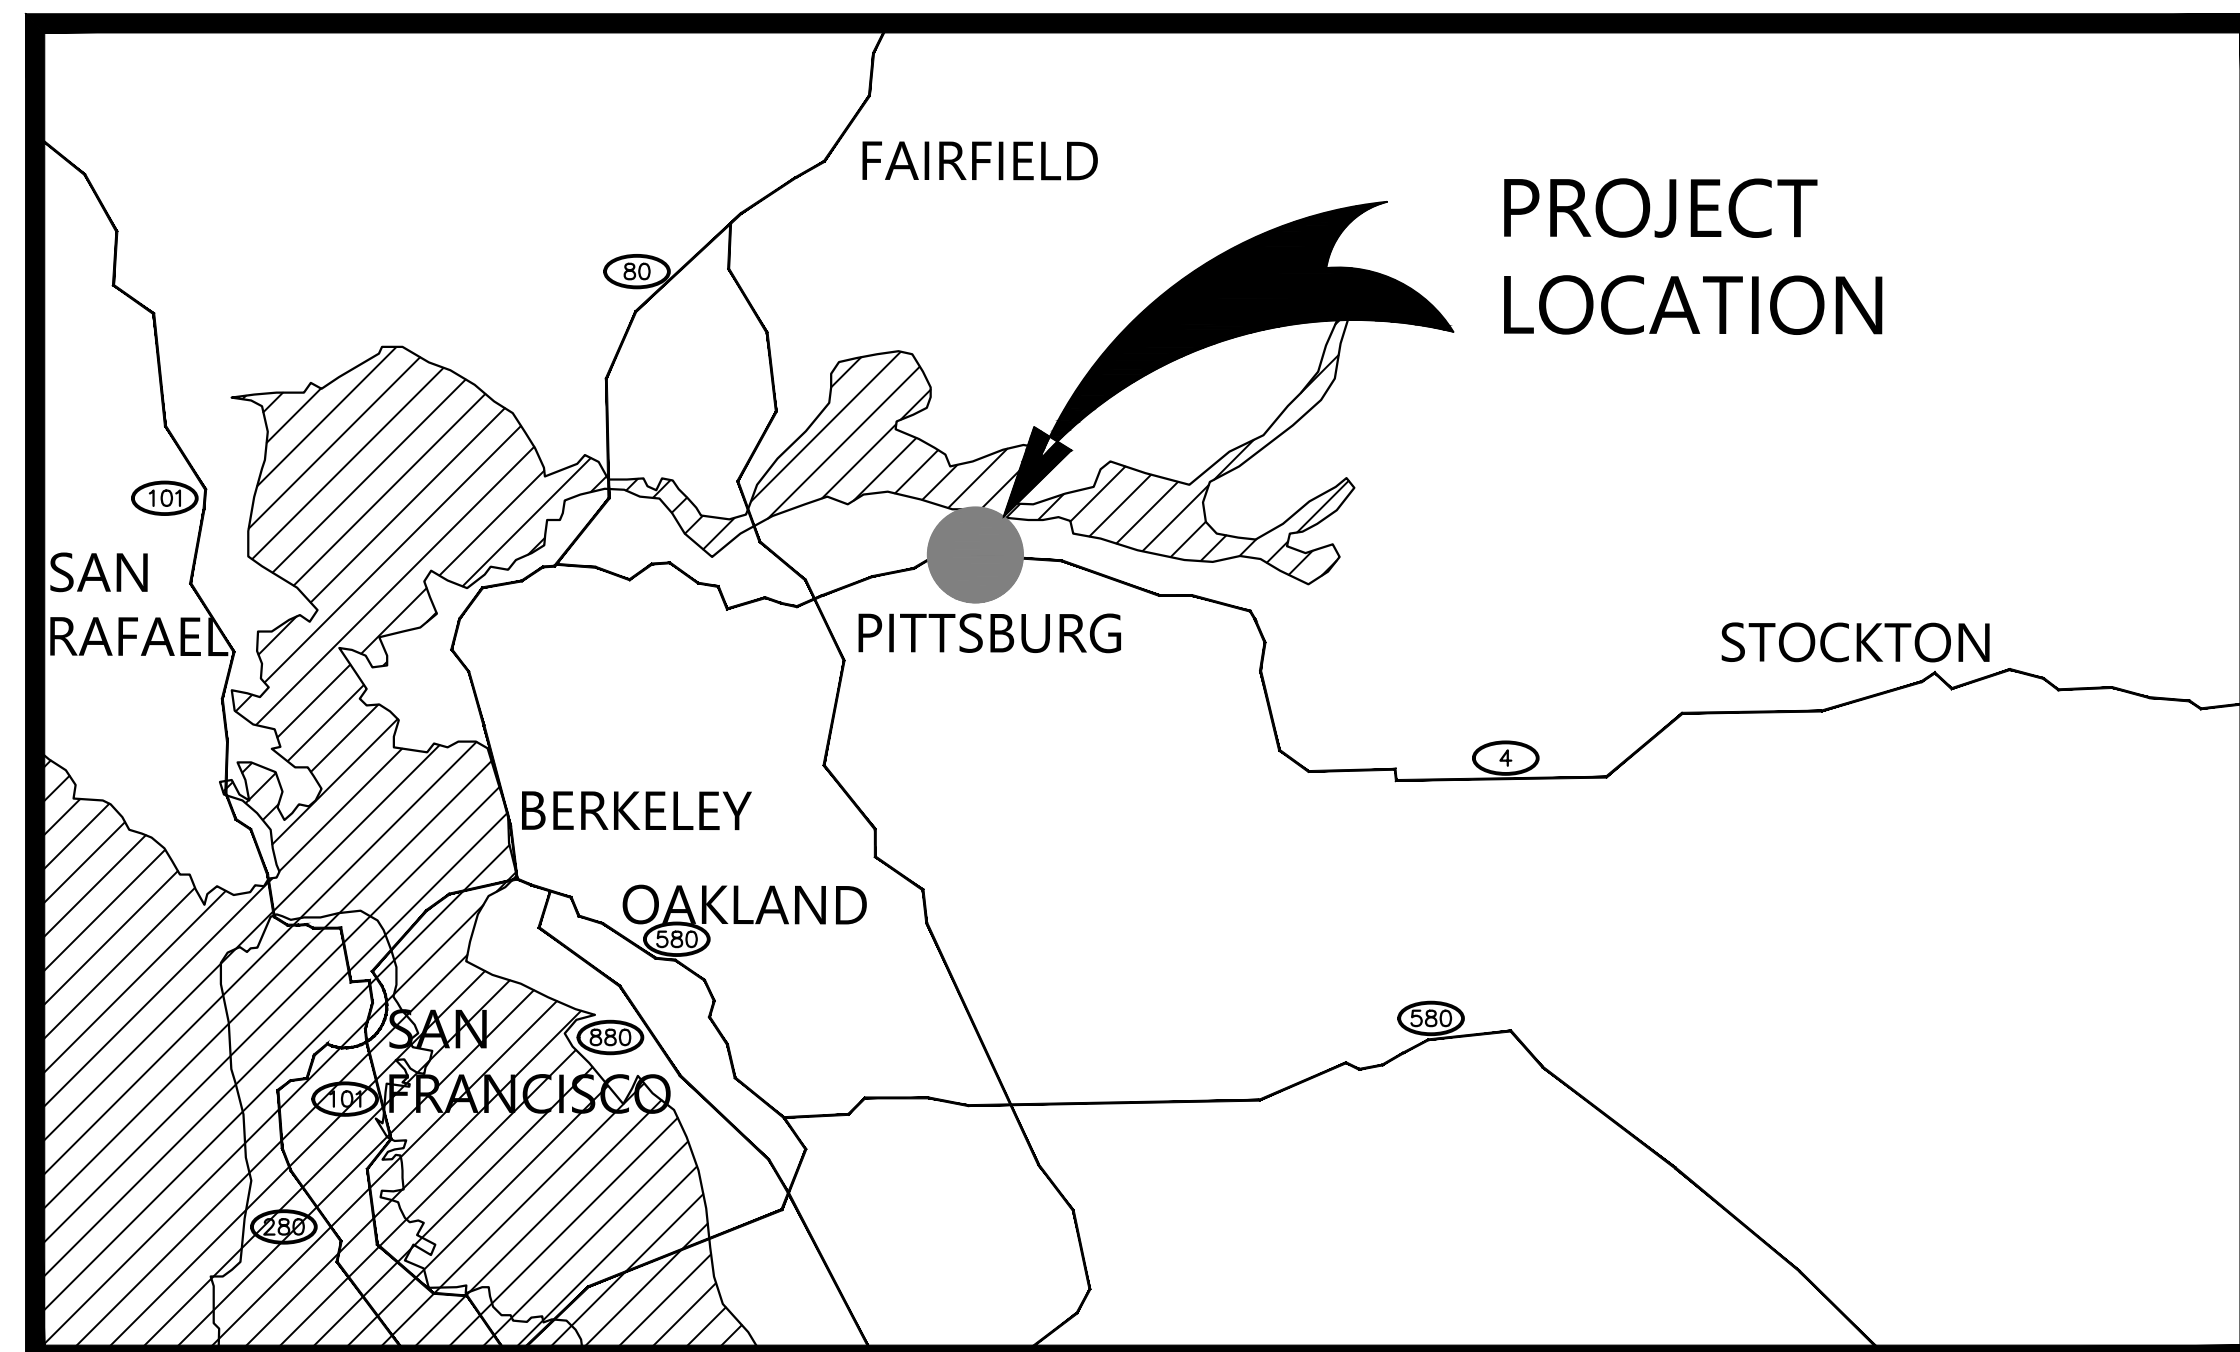 FAIRFIELD
PROJECT
LOCATION
80
101
SAN
RAFAEL
PITTSBURG
STOCKTON
4
BERKELEY
OAKLAND
580
580
SAN
FRANCISCO
880
101
280